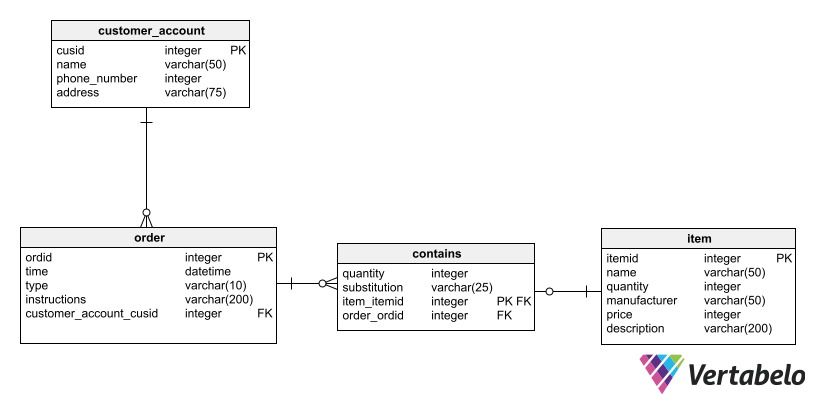 customer_account
cusid integer PK
name varchar(50)
phone_number integer
address varchar(75)
order
ordid integer PK
time datetime
type varchar(10)
instructions varchar(200)
customer_account_cusid integer FK
contains
quantity integer
substitution varchar(25)
item_itemid integer PK FK
order_ordid integer FK
item
itemid integer PK
name varchar(50)
quantity integer
manufacturer varchar(50)
price integer
description varchar(200)
Vertabelo